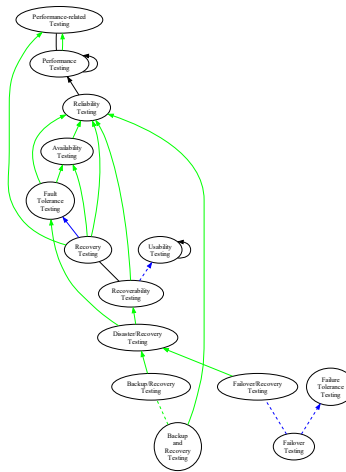 Performance-related
Testing
Performance
Testing
Reliability
Testing
Availability
Testing
Fault
Tolerance
Testing
Recovery
Testing
Usability
Testing
Recoverability
Testing
Disaster/Recovery
Testing
Backup/Recovery
Testing
Failover/Recovery
Testing
Failure
Tolerance
Testing
Backup
and
Recovery
Testing
Failover
Testing